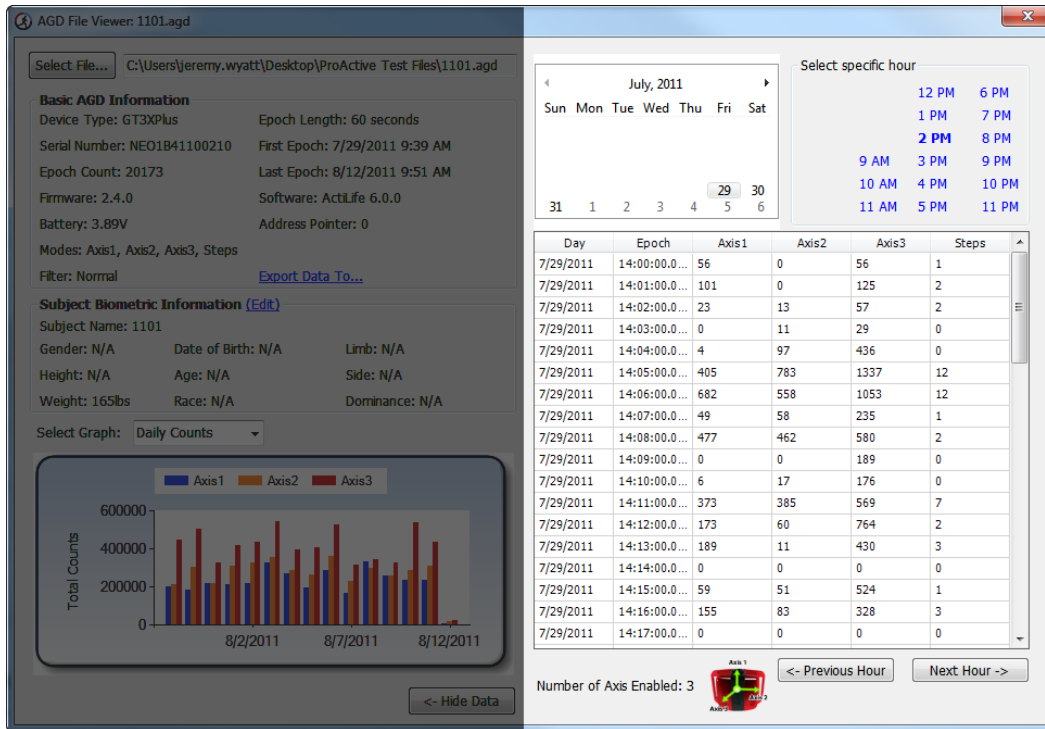 AGD File Viewer: 1101.agd
Select File... C:\Users\jeremy.wyatt\Desktop\ProActive Test Files\1101.agd
Basic AGD Information
Device Type: GT3XPlus Epoch Length: 60 seconds
Serial Number: NEO1B41100210 First Epoch: 7/29/2011 9:39 AM
Epoch Count: 20173 Last Epoch: 8/12/2011 9:51 AM
Firmware: 2.4.0 Software: ActiLife 6.0.0
Battery: 3.89V Address Pointer: 0
Modes: Axis1, Axis2, Axis3, Steps
Filter: Normal Export Data To...
Subject Biometric Information (Edit)
Subject Name: 1101
Gender: N/A Date of Birth: N/A Limb: N/A
Height: N/A Age: N/A Side: N/A
Weight: 165lbs Race: N/A Dominance: N/A
Select Graph: Daily Counts
Axis1 Axis2 Axis3
Total Counts
600000
400000
200000
0
8/2/2011 8/7/2011 8/12/2011
<- Hide Data
July, 2011
Sun Mon Tue Wed Thu Fri Sat
29 30
31 1 2 3 4 5 6
Select specific hour
12 PM 6 PM
1 PM 7 PM
2 PM 8 PM
9 AM 3 PM 9 PM
10 AM 4 PM 10 PM
11 AM 5 PM 11 PM
Day Epoch Axis1 Axis2 Axis3 Steps
7/29/2011 14:00:00.0... 56 0 56 1
7/29/2011 14:01:00.0... 101 0 125 2
7/29/2011 14:02:00.0... 23 13 57 2
7/29/2011 14:03:00.0... 0 11 29 0
7/29/2011 14:04:00.0... 4 97 436 0
7/29/2011 14:05:00.0... 405 783 1337 12
7/29/2011 14:06:00.0... 682 558 1053 12
7/29/2011 14:07:00.0... 49 58 235 1
7/29/2011 14:08:00.0... 477 462 580 2
7/29/2011 14:09:00.0... 0 0 189 0
7/29/2011 14:10:00.0... 6 17 176 0
7/29/2011 14:11:00.0... 373 385 569 7
7/29/2011 14:12:00.0... 173 60 764 2
7/29/2011 14:13:00.0... 189 11 430 3
7/29/2011 14:14:00.0... 0 0 0 0
7/29/2011 14:15:00.0... 59 51 524 1
7/29/2011 14:16:00.0... 155 83 328 3
7/29/2011 14:17:00.0... 0 0 0 0
Number of Axis Enabled: 3
Axis 1
Axis 2
Axis 3
<- Previous Hour Next Hour ->